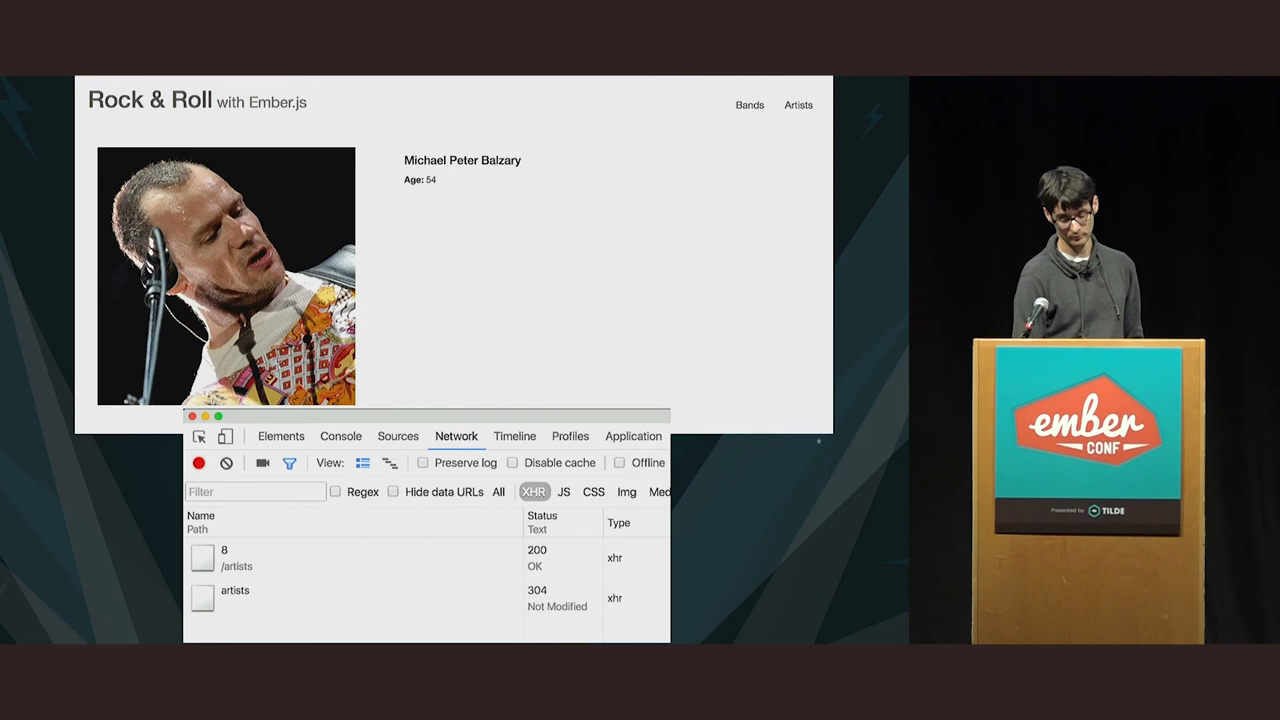 Rock & Roll with Ember.js
Bands Artists
Michael Peter Balzary
Age: 54
Elements Console Sources Network Timeline Profiles Application
View: Preserve log Disable cache Offline
Filter Regex Hide data URLs All XHR JS CSS Img Med
Name Status Type
Path Text
8 200 xhr
/artists OK
artists 304 xhr
Not Modified
ember
CONF
Presented by TILDE